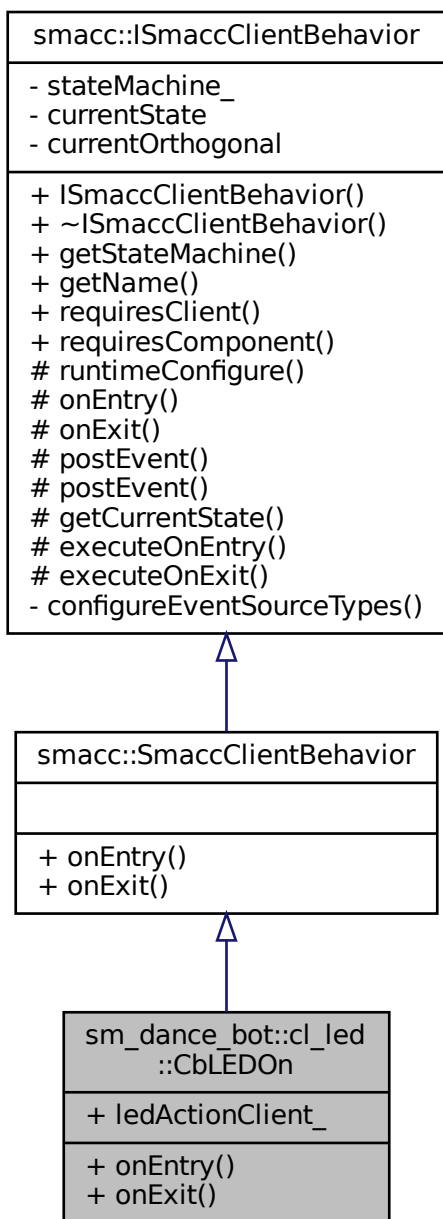 smacc::ISmaccClientBehavior
- stateMachine_
- currentState
- currentOrthogonal
+ ISmaccClientBehavior()
+ ~ISmaccClientBehavior()
+ getStateMachine()
+ getName()
+ requiresClient()
+ requiresComponent()
# runtimeConfigure()
# onEntry()
# onExit()
# postEvent()
# postEvent()
# getCurrentState()
# executeOnEntry()
# executeOnExit()
- configureEventSourceTypes()
smacc::SmaccClientBehavior
+ onEntry()
+ onExit()
sm_dance_bot::cl_led
::CbLEDOn
+ ledActionClient_
+ onEntry()
+ onExit()